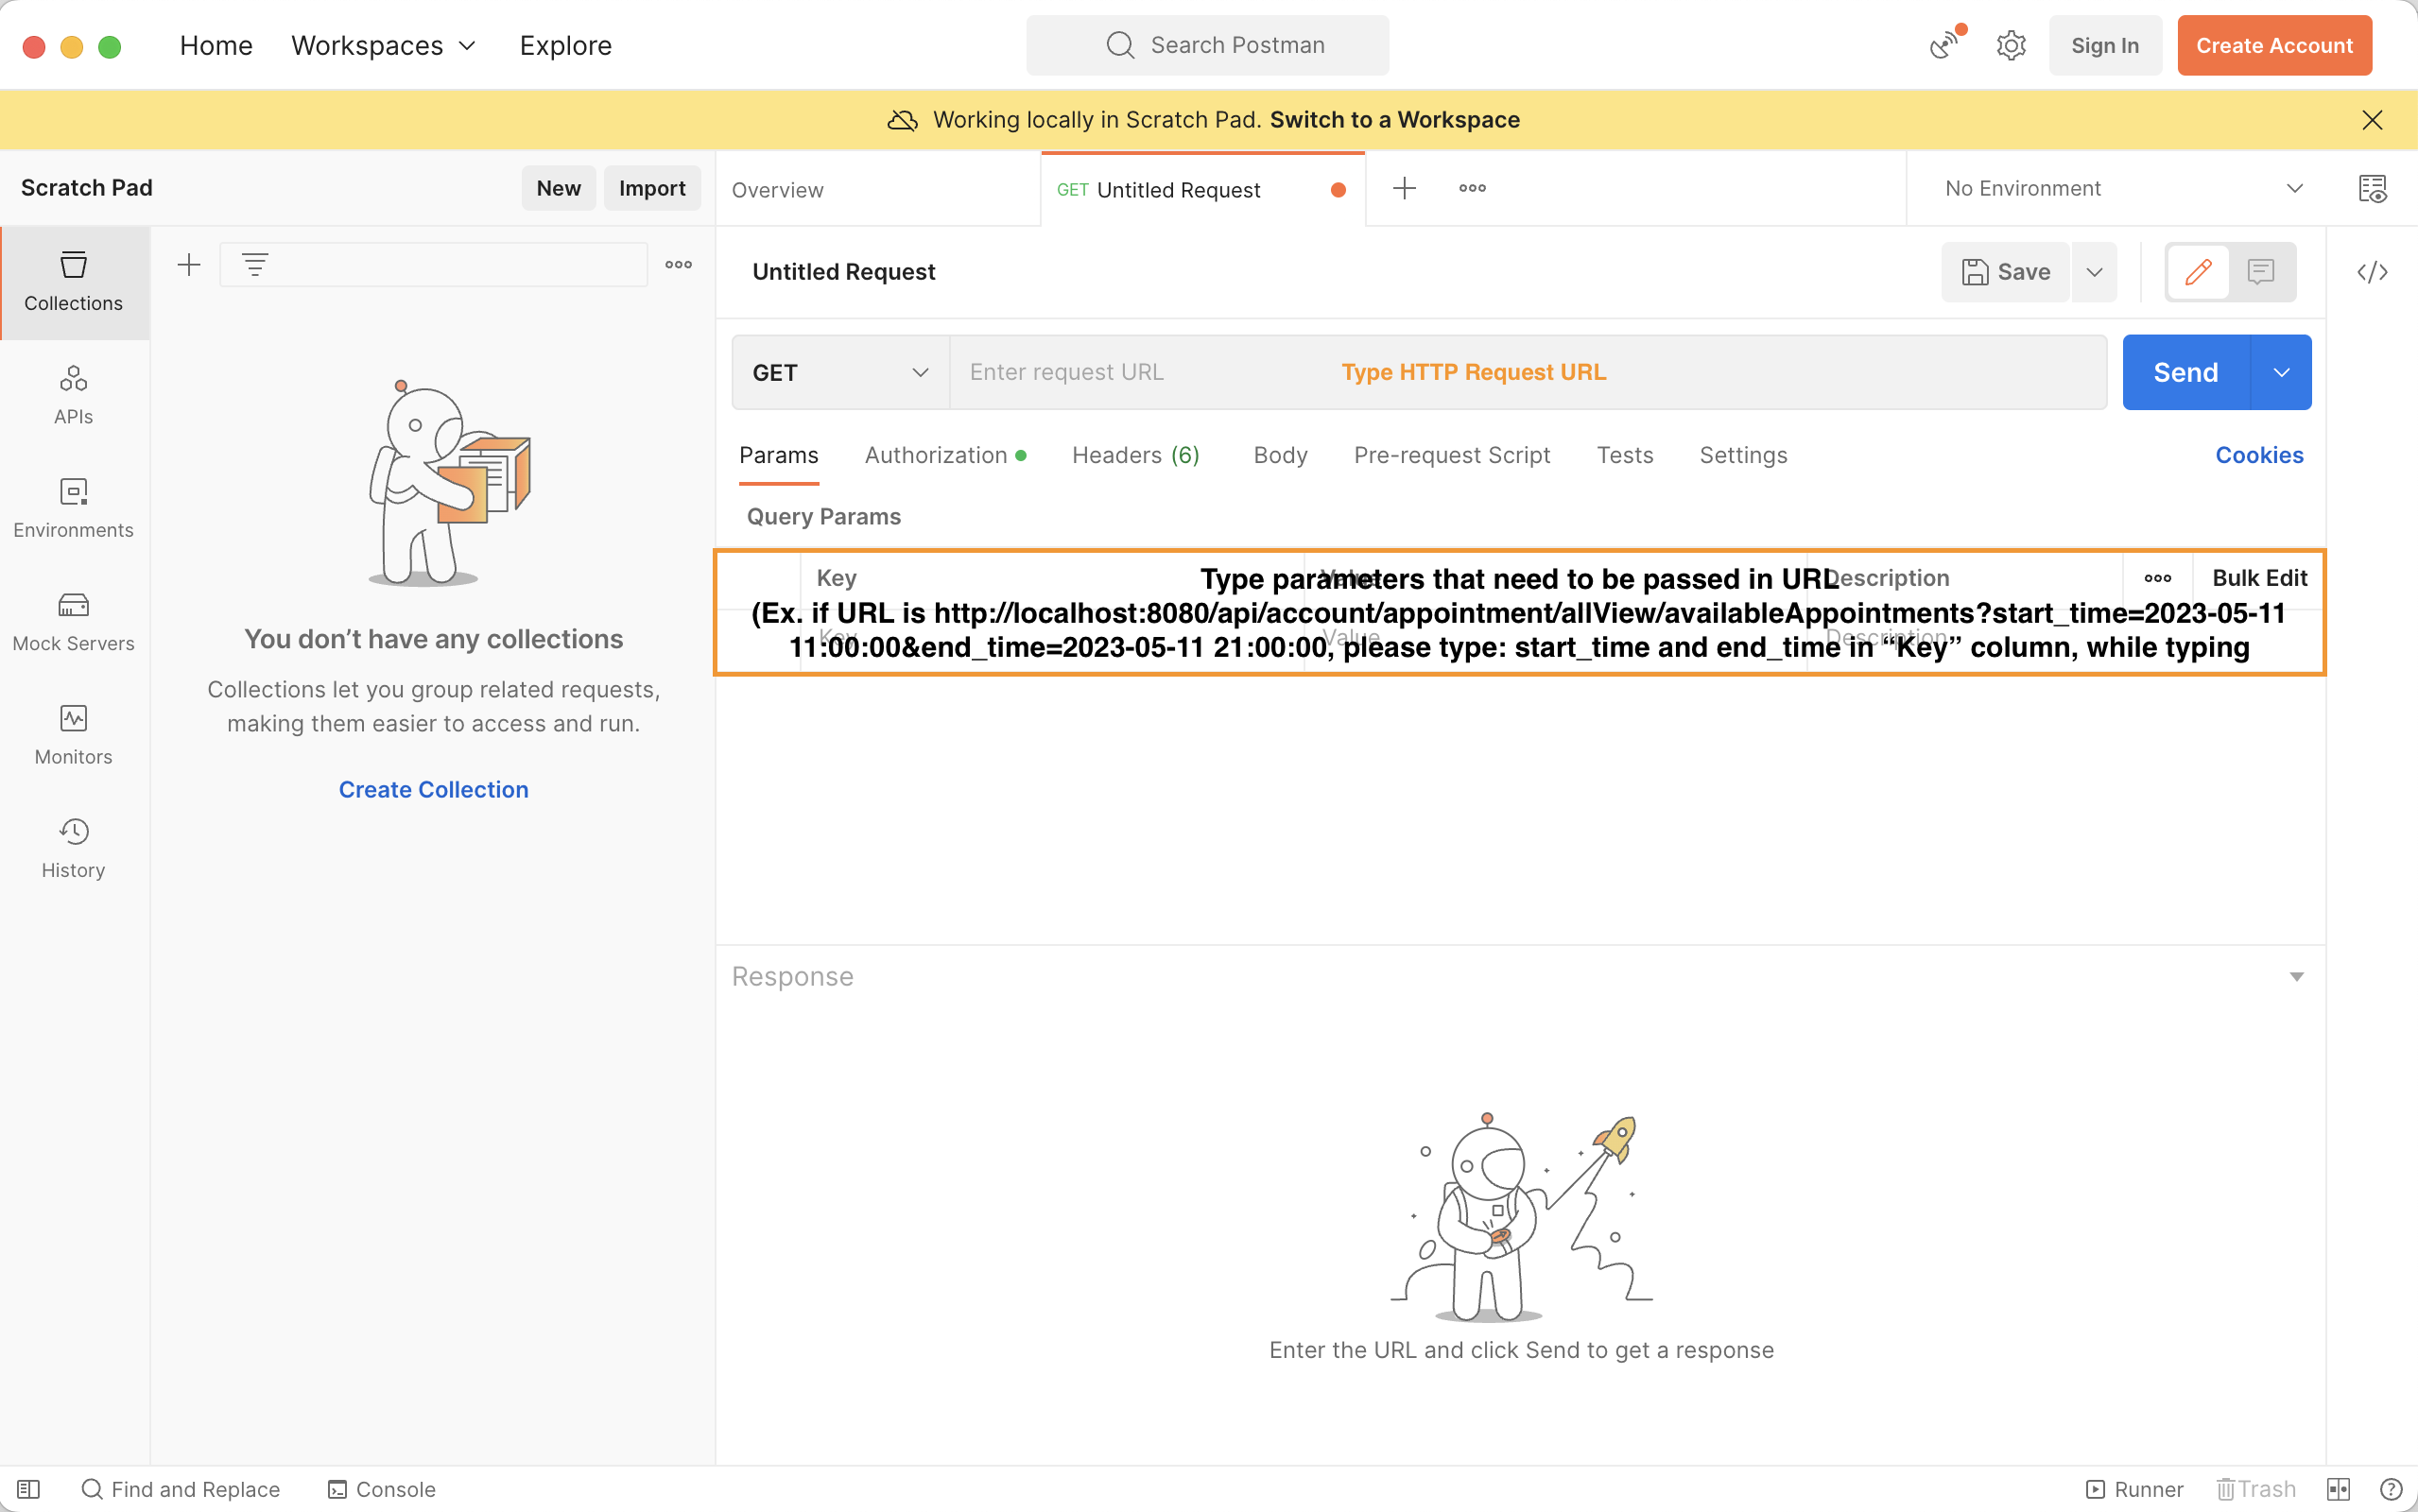 Home
Workspaces
Explore
Search Postman
Sign In
Create Account
Working locally in Scratch Pad. Switch to a Workspace
Scratch Pad
New
Import
Overview
GET Untitled Request
No Environment
Collections
APIs
Environments
Mock Servers
Monitors
History
You don’t have any collections
Collections let you group related requests,
making them easier to access and run.
Create Collection
Untitled Request
Save
GET
Enter request URL
Type HTTP Request URL
Send
Params
Authorization
Headers (6)
Body
Pre-request Script
Tests
Settings
Cookies
Query Params
Key
Value
Description
Bulk Edit
Type parameters that need to be passed in URL
(Ex. if URL is http://localhost:8080/api/account/appointment/allView/availableAppointments?start_time=2023-05-11
11:00:00&end_time=2023-05-11 21:00:00, please type: start_time and end_time in “Key” column, while typing
Key
Value
Description
Response
Enter the URL and click Send to get a response
Find and Replace
Console
Runner
Trash